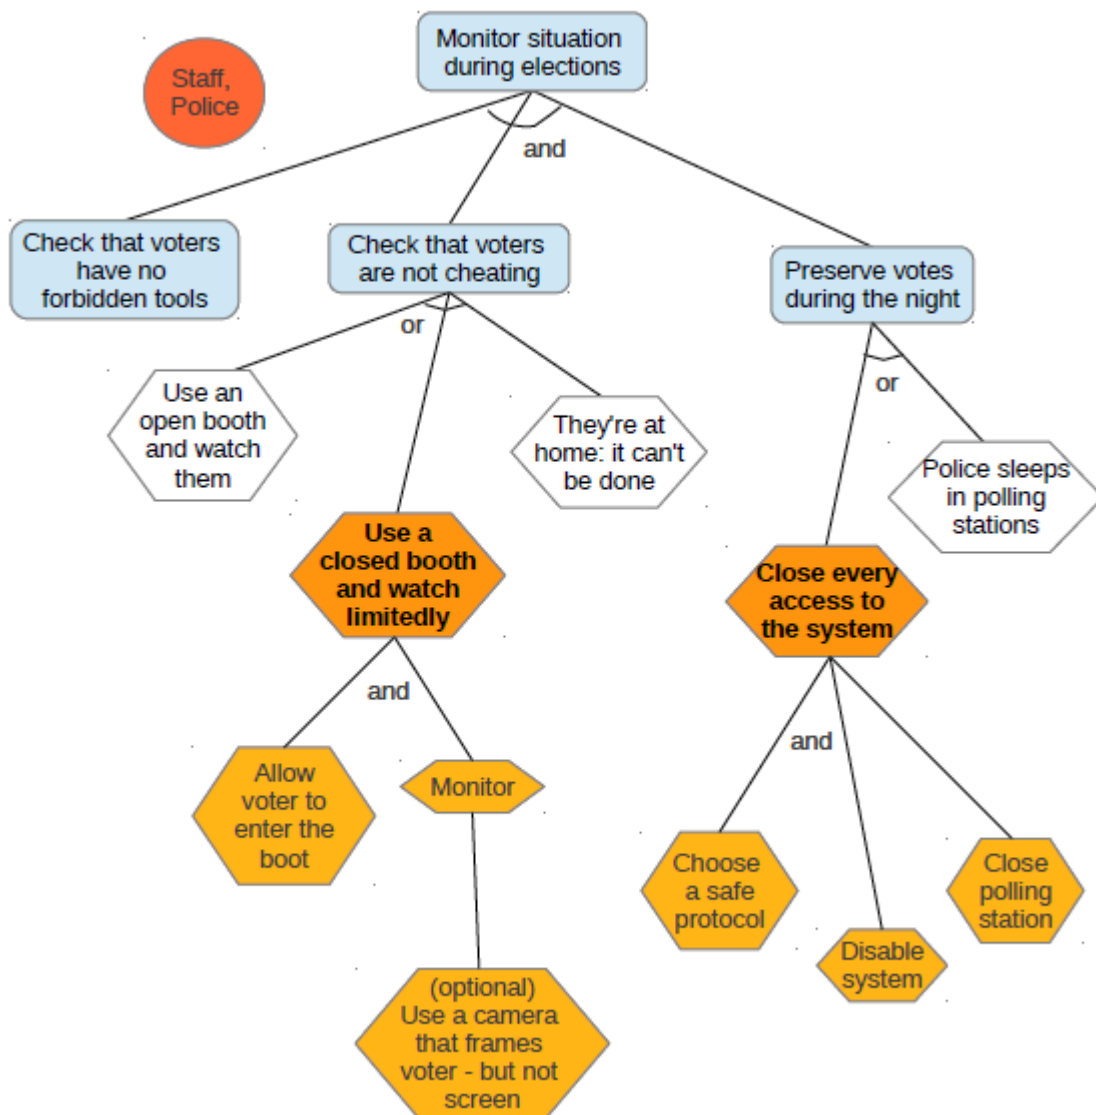 Monitor situation
during elections
Staff,
Police
and
Check that voters
have no
forbidden tools
Check that voters
are not cheating
Preserve votes
during the night
or
or
Use an
open booth
and watch
them
They're at
home: it can't
be done
Police sleeps
in polling
stations
Use a
closed booth
and watch
limitedly
Close every
access to
the system
and
and
Allow
voter to
enter the
boot
Monitor
Choose
a safe
protocol
Disable
system
Close
polling
station
(optional)
Use a camera
that frames
voter - but not
screen